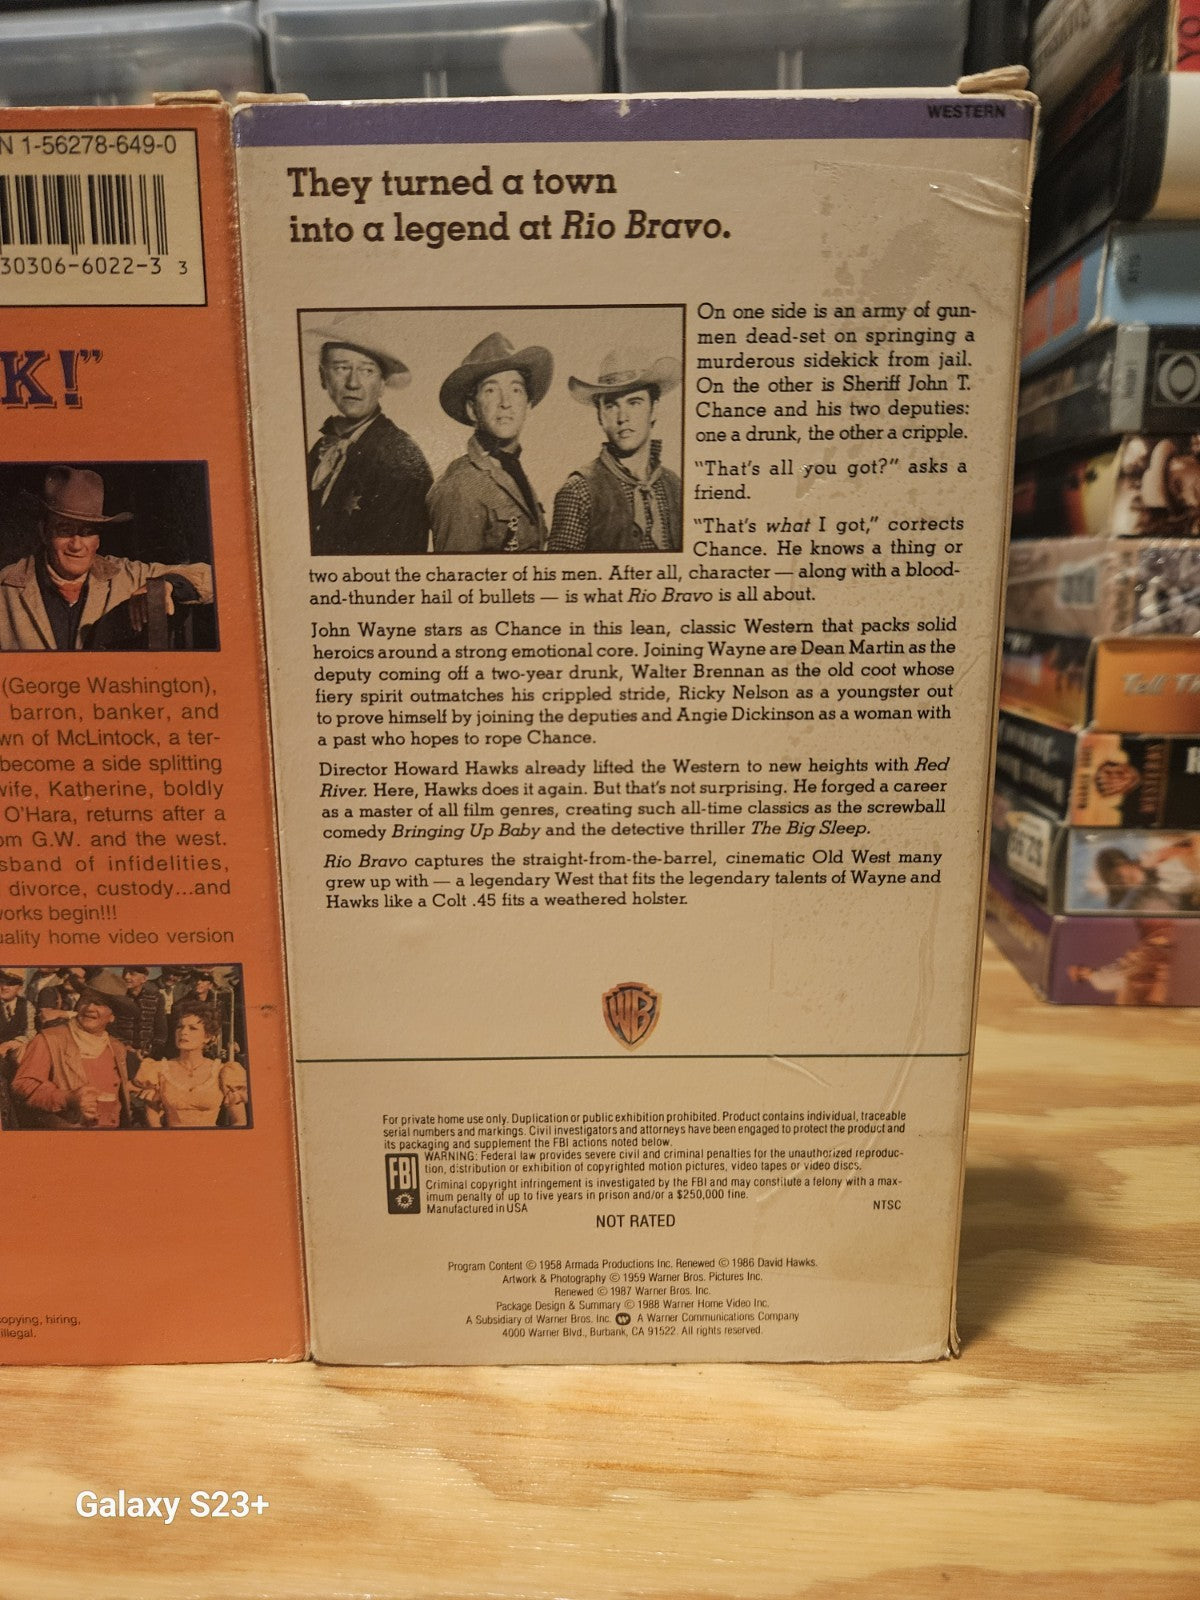 N 1-56278-649-0
30306-6022-3 3
K!”
(George Washington),
barron, banker, and
wn of McLintock, a ter-
become a side splitting
wife, Katherine, boldly
O'Hara, returns after a
om G.W. and the west.
sband of infidelities,
divorce, custody...and
works begin!!!
uality home video version
copying, hiring,
illegal.
WESTERN
They turned a town
into a legend at Rio Bravo.
On one side is an army of gun-
men dead-set on springing a
murderous sidekick from jail.
On the other is Sheriff John T.
Chance and his two deputies:
one a drunk, the other a cripple.
“That's all you got?” asks a
friend.
“That's what I got,” corrects
Chance. He knows a thing or
two about the character of his men. After all, character — along with a blood-
and-thunder hail of bullets — is what Rio Bravo is all about.
John Wayne stars as Chance in this lean, classic Western that packs solid
heroics around a strong emotional core. Joining Wayne are Dean Martin as the
deputy coming off a two-year drunk, Walter Brennan as the old coot whose
fiery spirit outmatches his crippled stride, Ricky Nelson as a youngster out
to prove himself by joining the deputies and Angie Dickinson as a woman with
a past who hopes to rope Chance.
Director Howard Hawks already lifted the Western to new heights with Red
River. Here, Hawks does it again. But that's not surprising. He forged a career
as a master of all film genres, creating such all-time classics as the screwball
comedy Bringing Up Baby and the detective thriller The Big Sleep.
Rio Bravo captures the straight-from-the-barrel, cinematic Old West many
grew up with — a legendary West that fits the legendary talents of Wayne and
Hawks like a Colt .45 fits a weathered holster.
WB
For private home use only. Duplication or public exhibition prohibited. Product contains individual, traceable
serial numbers and markings. Civil investigators and attorneys have been engaged to protect the product and
its packaging and supplement the FBI actions noted below.
FBI
WARNING: Federal law provides severe civil and criminal penalties for the unauthorized reproduc-
tion, distribution or exhibition of copyrighted motion pictures, video tapes or video discs.
Criminal copyright infringement is investigated by the FBI and may constitute a felony with a max-
imum penalty of up to five years in prison and/or a $250,000 fine.
Manufactured in USA
NTSC
NOT RATED
Program Content © 1958 Armada Productions Inc. Renewed © 1986 David Hawks.
Artwork & Photography © 1959 Warner Bros. Pictures Inc.
Renewed © 1987 Warner Bros. Inc.
Package Design & Summary © 1988 Warner Home Video Inc.
A Subsidiary of Warner Bros. Inc. A Warner Communications Company
4000 Warner Blvd., Burbank, CA 91522. All rights reserved.
Galaxy S23+